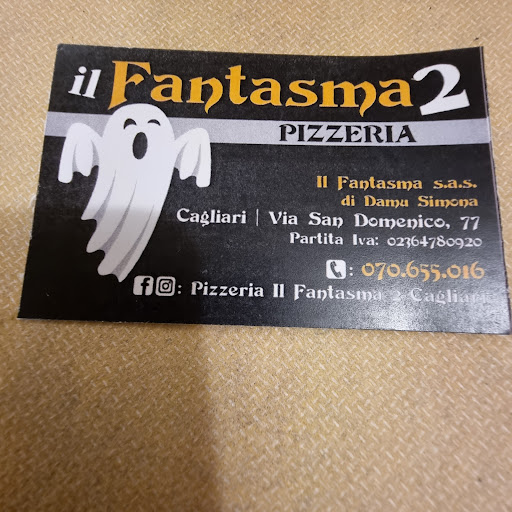 il Fantasma 2
PIZZERIA
Il Fantasma s.a.s.
di Damu Simona
Cagliari | Via San Domenico, 77
Partita Iva: 02364780920
: 070.655.016
: Pizzeria Il Fantasma 2 Cagliari